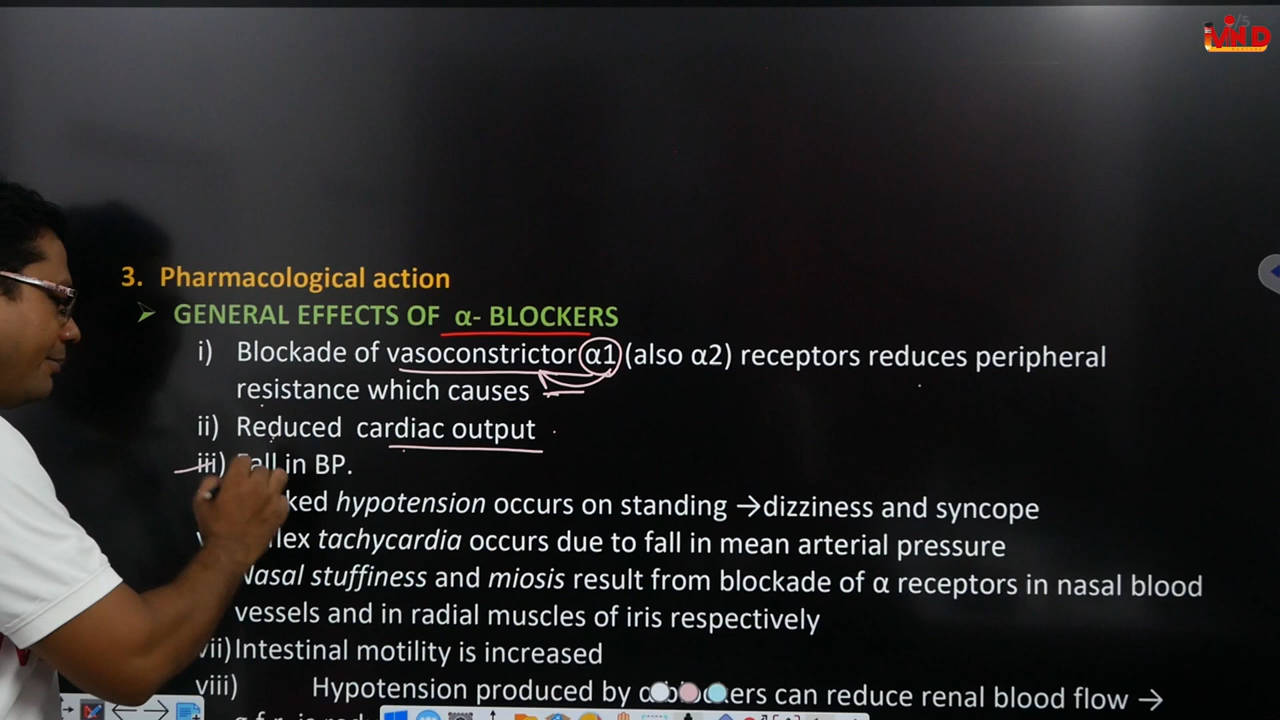 MIND
/5
3. Pharmacological action
➢ GENERAL EFFECTS OF α- BLOCKERS
i) Blockade of vasoconstrictor α1 (also α2) receptors reduces peripheral
resistance which causes
ii) Reduced cardiac output
iii) Fall in BP.
hypotension occurs on standing →dizziness and syncope
tachycardia occurs due to fall in mean arterial pressure
Nasal stuffiness and miosis result from blockade of α receptors in nasal blood
vessels and in radial muscles of iris respectively
vii) Intestinal motility is increased
viii) Hypotension produced by α blockers can reduce renal blood flow →